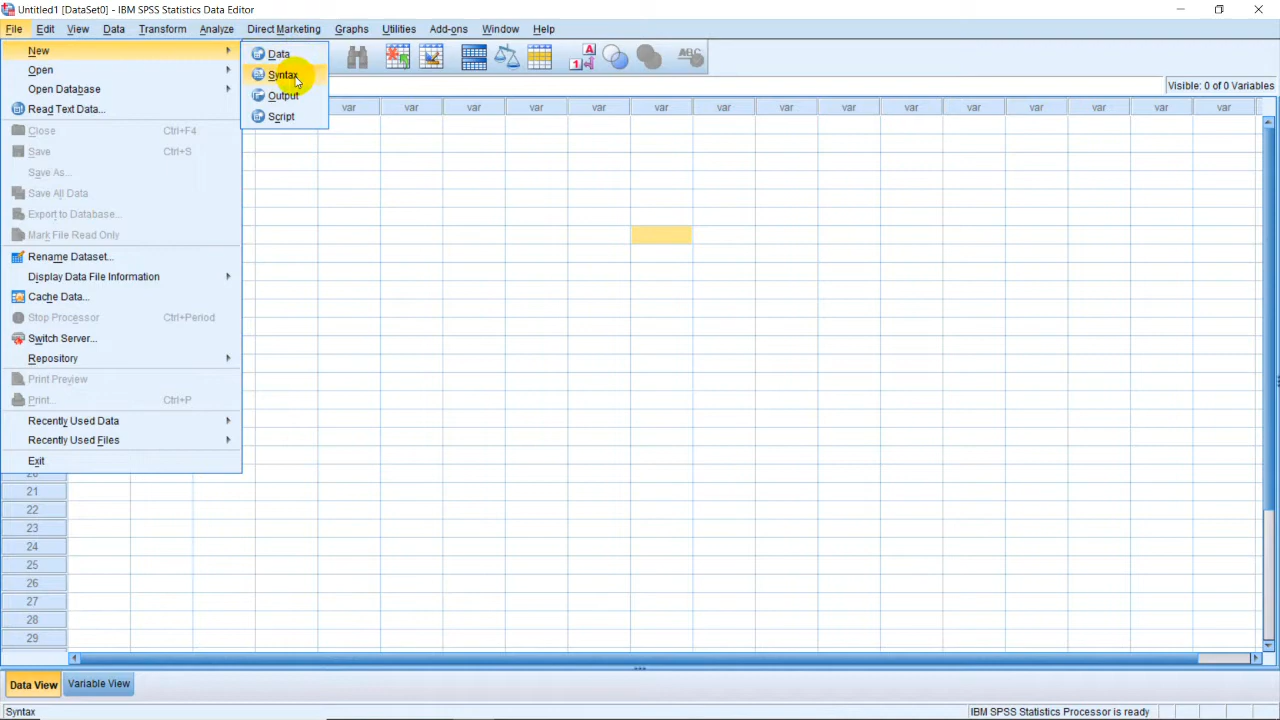 Untitled1 [DataSet0] - IBM SPSS Statistics Data Editor
File Edit View Data Transform Analyze Direct Marketing Graphs Utilities Add-ons Window Help
New
Open
Open Database
Read Text Data...
Close Ctrl+F4
Save Ctrl+S
Save As...
Save All Data
Export to Database...
Mark File Read Only
Rename Dataset...
Display Data File Information
Cache Data...
Stop Processor Ctrl+Period
Switch Server...
Repository
Print Preview
Print... Ctrl+P
Recently Used Data
Recently Used Files
Exit
Data
Syntax
Output
Script
A
1
ABC
Visible: 0 of 0 Variables
var var var var var var var var var var var var var var var
20
21
22
23
24
25
26
27
28
29
Data View Variable View
Syntax
IBM SPSS Statistics Processor is ready